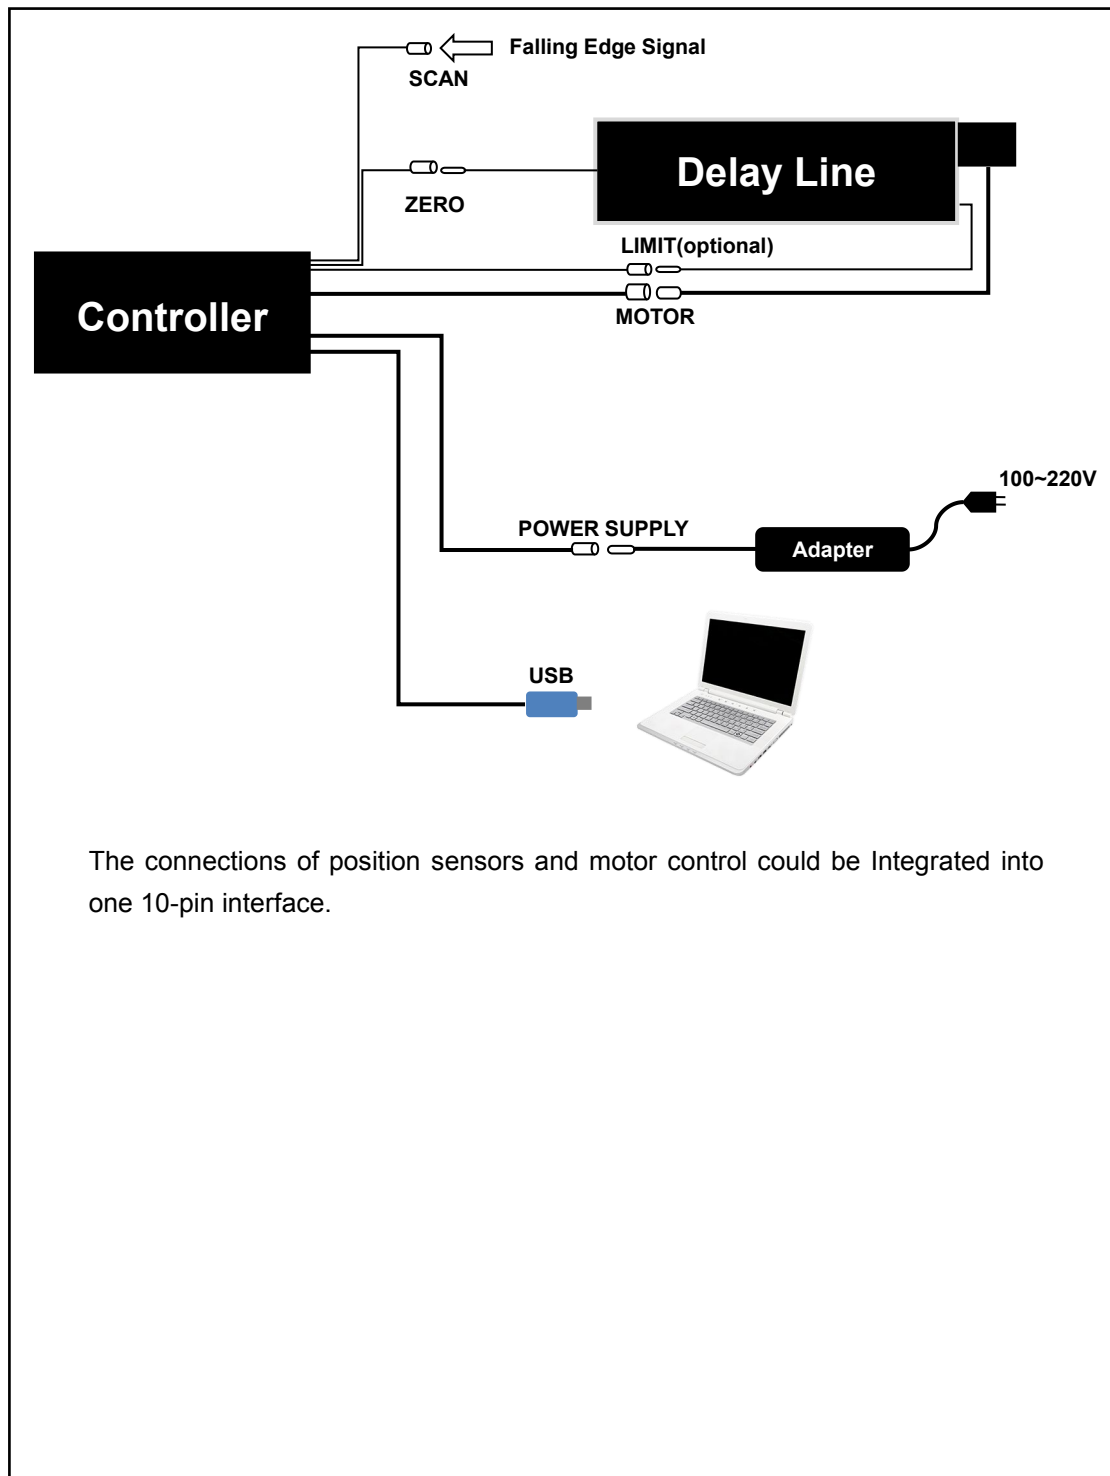 Falling Edge Signal
SCAN
Delay Line
ZERO
LIMIT(optional)
Controller
MOTOR
100~220V
POWER SUPPLY
Adapter
USB
The connections of position sensors and motor control could be Integrated into
one 10-pin interface.